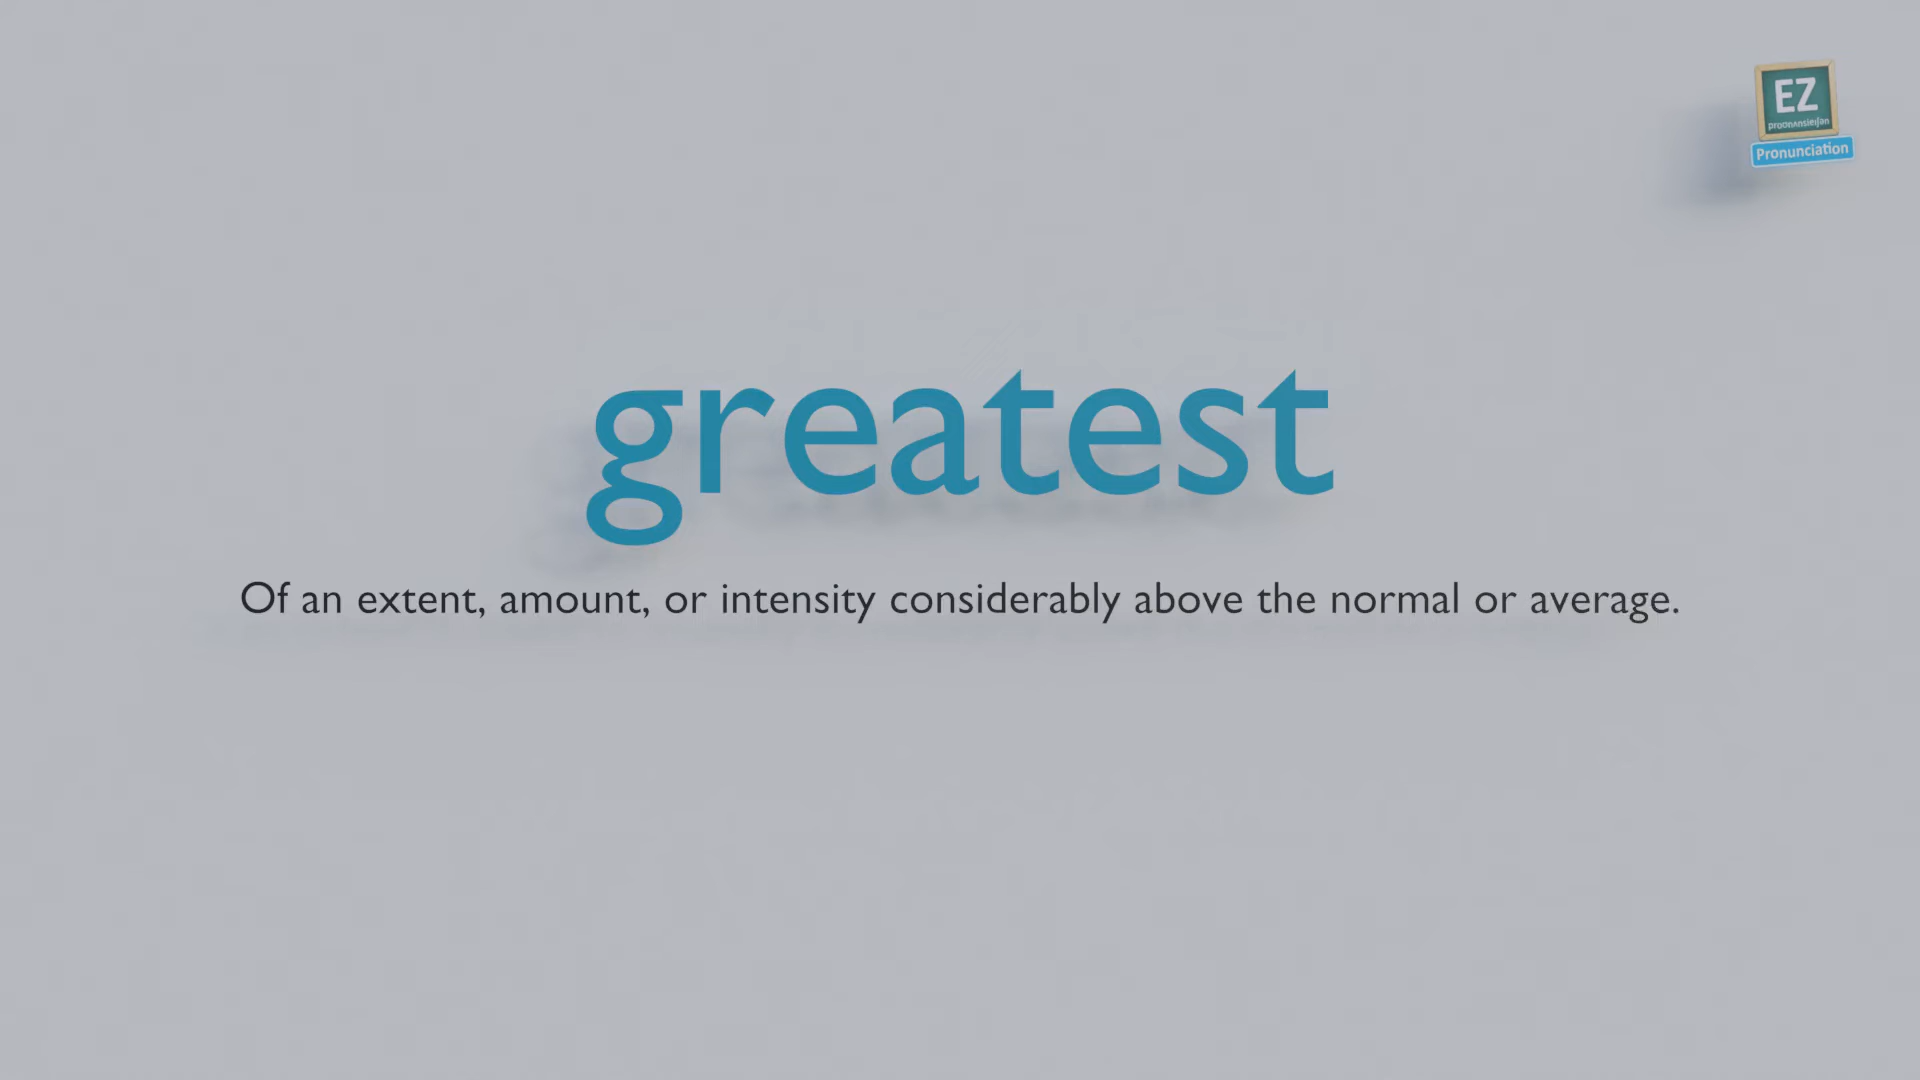 EZ
Pronunciation
greatest
Of an extent, amount, or intensity considerably above the normal or average.